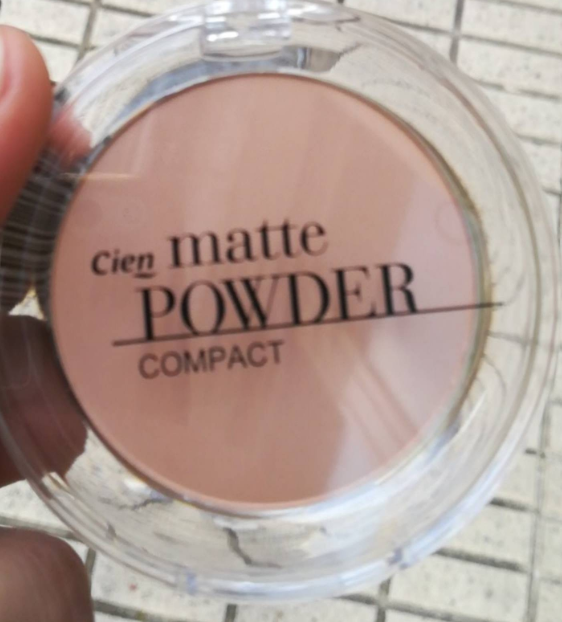 Cien matte
POWDER
COMPACT